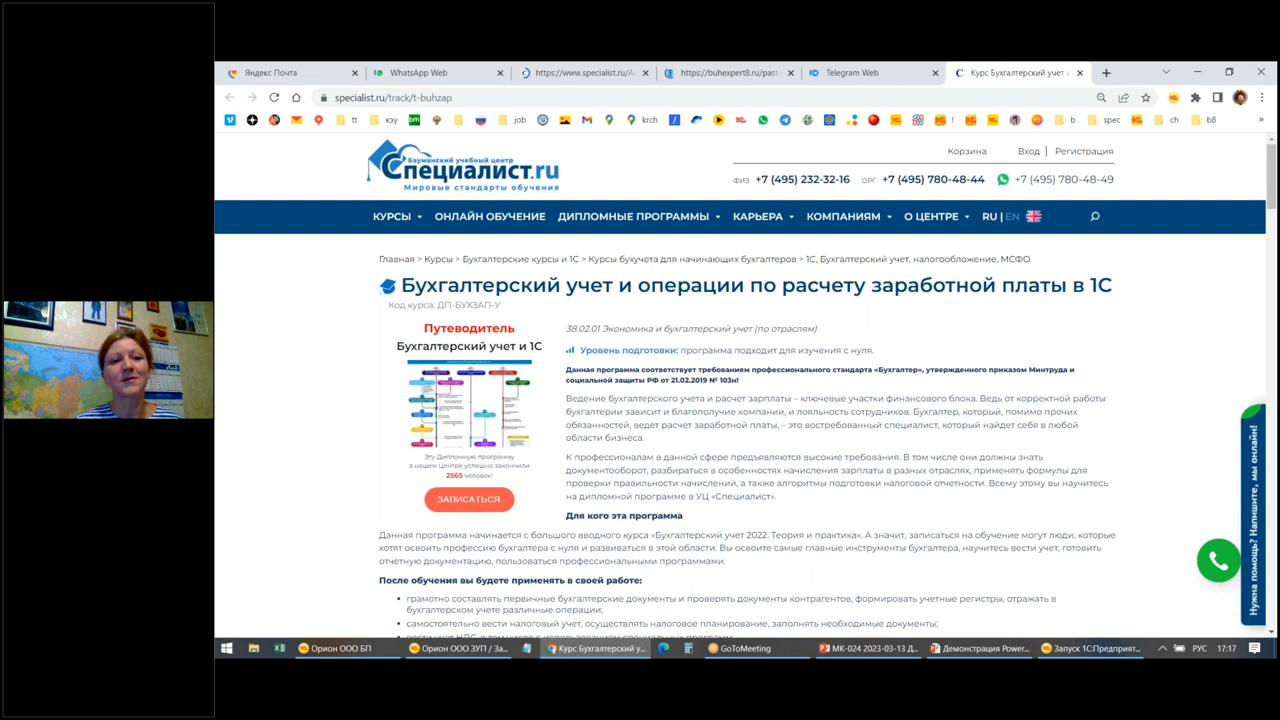 Яндекс Почта
WhatsApp Web
https://www.specialist.ru/A
https://buhexpert8.ru/past
Telegram Web
Курс Бухгалтерский учет и
specialist.ru/track/t-buhzap
tt
кэу
bm
job
krch
b
spec
ch
b8
Бауманский учебный центр
Специалист.ru
Мировые стандарты обучения
Корзина
Вход | Регистрация
ФИЗ +7 (495) 232-32-16 ОРГ +7 (495) 780-48-44 +7 (495) 780-48-49
КУРСЫ ОНЛАЙН ОБУЧЕНИЕ ДИПЛОМНЫЕ ПРОГРАММЫ КАРЬЕРА КОМПАНИЯМ О ЦЕНТРЕ RU | EN
Главная > Курсы > Бухгалтерские курсы и 1С > Курсы бухучета для начинающих бухгалтеров > 1С, Бухгалтерский учет, налогообложение, МСФО
Бухгалтерский учет и операции по расчету заработной платы в 1С
Код курса: ДП-БУХЗАП-У
Путеводитель
Бухгалтерский учет и 1С
Эту Дипломную программу
в нашем Центре успешно закончили
2565 человек!
ЗАПИСАТЬСЯ
38.02.01 Экономика и бухгалтерский учет (по отраслям)
Уровень подготовки: программа подходит для изучения с нуля.
Данная программа соответствует требованиям профессионального стандарта «Бухгалтер», утвержденного приказом Минтруда и
социальной защиты РФ от 21.02.2019 № 103н!
Ведение бухгалтерского учета и расчет зарплаты – ключевые участки финансового блока. Ведь от корректной работы
бухгалтерии зависит и благополучие компании, и лояльность сотрудников. Бухгалтер, который, помимо прочих
обязанностей, ведет расчет заработной платы, – это востребованный специалист, который найдет себя в любой
области бизнеса.
К профессионалам в данной сфере предъявляются высокие требования. В том числе они должны знать
документооборот, разбираться в особенностях начисления зарплаты в разных отраслях, применять формулы для
проверки правильности начислений, а также алгоритмы подготовки налоговой отчетности. Всему этому вы научитесь
на дипломной программе в УЦ «Специалист».
Для кого эта программа
Данная программа начинается с большого вводного курса «Бухгалтерский учет 2022. Теория и практика». А значит, записаться на обучение могут люди, которые
хотят освоить профессию бухгалтера с нуля и развиваться в этой области. Вы освоите самые главные инструменты бухгалтера, научитесь вести учет, готовить
отчетную документацию, пользоваться профессиональными программами.
После обучения вы будете применять в своей работе:
грамотно составлять первичные бухгалтерские документы и проверять документы контрагентов, формировать учетные регистры, отражать в
бухгалтерском учете различные операции;
самостоятельно вести налоговый учет, осуществлять налоговое планирование, заполнять необходимые документы;
Нужна помощь? Напишите, мы онлайн!
Орион ООО БП
Орион ООО ЗУП / За...
Курс Бухгалтерский у...
GoToMeeting
МК-024 2023-03-13 Д...
Демонстрация Power...
Запуск 1С:Предприят...
РУС
17:17